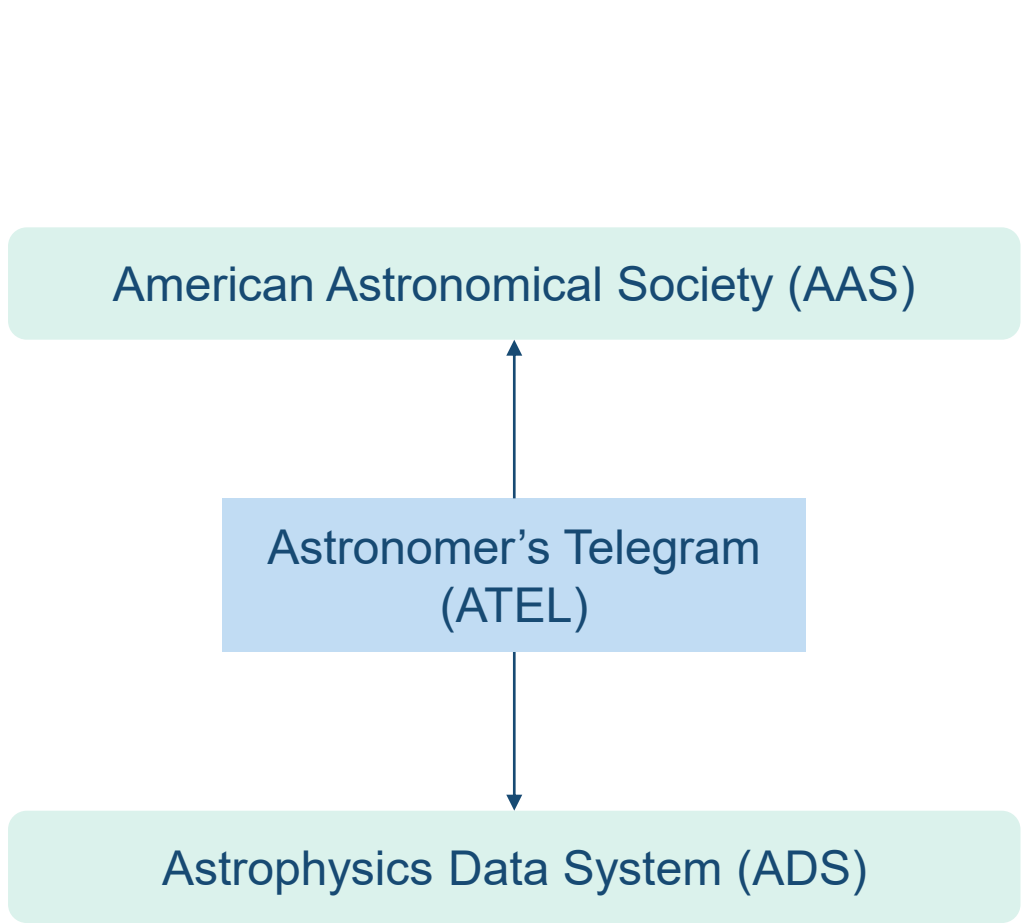 American Astronomical Society (AAS)
Astronomer’s Telegram
(ATEL)
Astrophysics Data System (ADS)